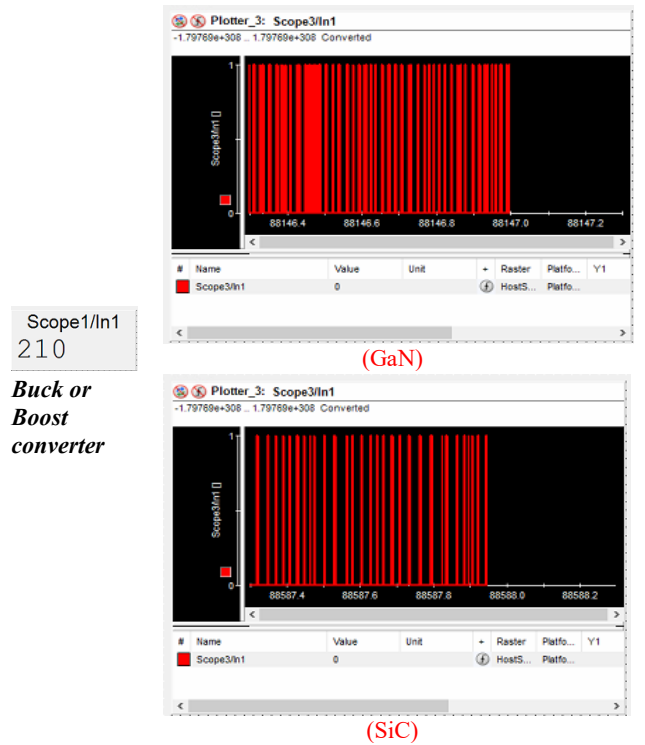 Plotter_3: Scope3/In1
-1.79769e+308 .. 1.79769e+308 Converted
Scope3/In1 []
1
0
88146.4 88146.6 88146.8 88147.0 88147.2
# Name Value Unit + Raster Platfo... Y1
Scope3/In1 0 HostS... Platfo...
(GaN)
Scope1/In1
210
Buck or
Boost
converter
Plotter_3: Scope3/In1
-1.79769e+308 .. 1.79769e+308 Converted
Scope3/In1 []
1
0
88587.4 88587.6 88587.8 88588.0 88588.2
# Name Value Unit + Raster Platfo... Y1
Scope3/In1 0 HostS... Platfo...
(SiC)